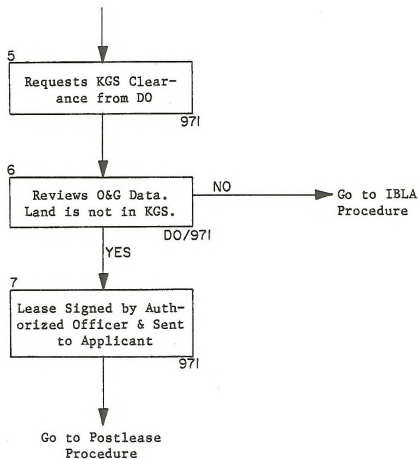 5
Requests KGS Clear-
ance from DO
971
6
Reviews O&G Data.
Land is not in KGS.
NO
Go to IBLA
Procedure
DO/971
YES
7
Lease Signed by Auth-
orized Officer & Sent
to Applicant
971
Go to Postlease
Procedure